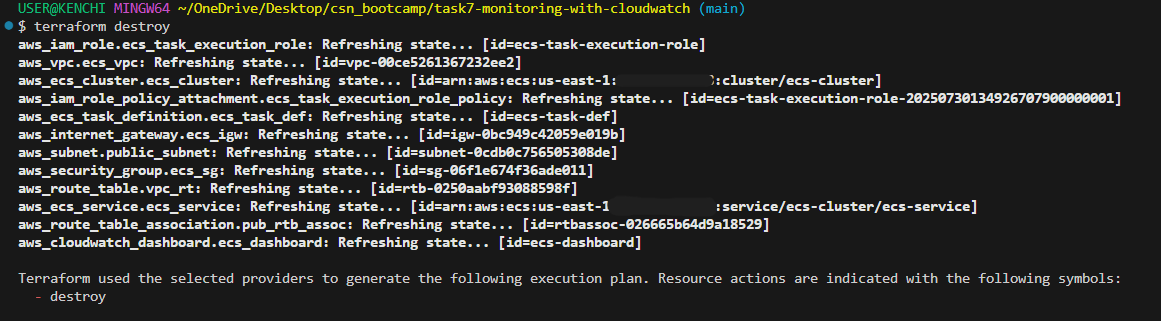 USER@KENCHI MINGW64 ~/OneDrive/Desktop/csn_bootcamp/task7-monitoring-with-cloudwatch (main)
$ terraform destroy
aws_iam_role.ecs_task_execution_role: Refreshing state... [id=ecs-task-execution-role]
aws_vpc.ecs_vpc: Refreshing state... [id=vpc-00ce5261367232ee2]
aws_ecs_cluster.ecs_cluster: Refreshing state... [id=arn:aws:ecs:us-east-1: :cluster/ecs-cluster]
aws_iam_role_policy_attachment.ecs_task_execution_role_policy: Refreshing state... [id=ecs-task-execution-role-20250730134926707900000001]
aws_ecs_task_definition.ecs_task_def: Refreshing state... [id=ecs-task-def]
aws_internet_gateway.ecs_igw: Refreshing state... [id=igw-0bc949c42059e019b]
aws_subnet.public_subnet: Refreshing state... [id=subnet-0cdb0c756505308de]
aws_security_group.ecs_sg: Refreshing state... [id=sg-06f1e674f36ade011]
aws_route_table.vpc_rt: Refreshing state... [id=rtb-0250aabf93088598f]
aws_ecs_service.ecs_service: Refreshing state... [id=arn:aws:ecs:us-east-1 :service/ecs-cluster/ecs-service]
aws_route_table_association.pub_rtb_assoc: Refreshing state... [id=rtbassoc-026665b64d9a18529]
aws_cloudwatch_dashboard.ecs_dashboard: Refreshing state... [id=ecs-dashboard]
Terraform used the selected providers to generate the following execution plan. Resource actions are indicated with the following symbols:
- destroy